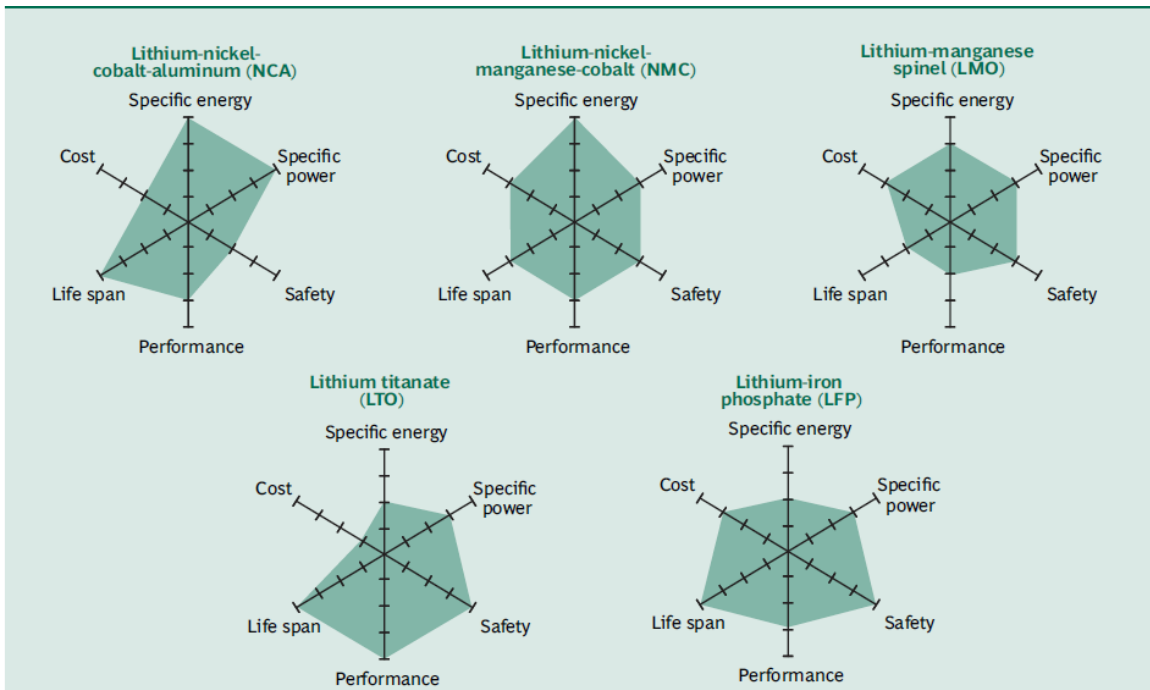 Lithium-nickel-
cobalt-aluminum (NCA)
Specific energy
Cost
Specific
power
Life span
Safety
Performance
Lithium-nickel-
manganese-cobalt (NMC)
Specific energy
Cost
Specific
power
Life span
Safety
Performance
Lithium-manganese
spinel (LMO)
Specific energy
Cost
Specific
power
Life span
Safety
Performance
Lithium titanate
(LTO)
Specific energy
Cost
Specific
power
Life span
Safety
Performance
Lithium-iron
phosphate (LFP)
Specific energy
Cost
Specific
power
Life span
Safety
Performance